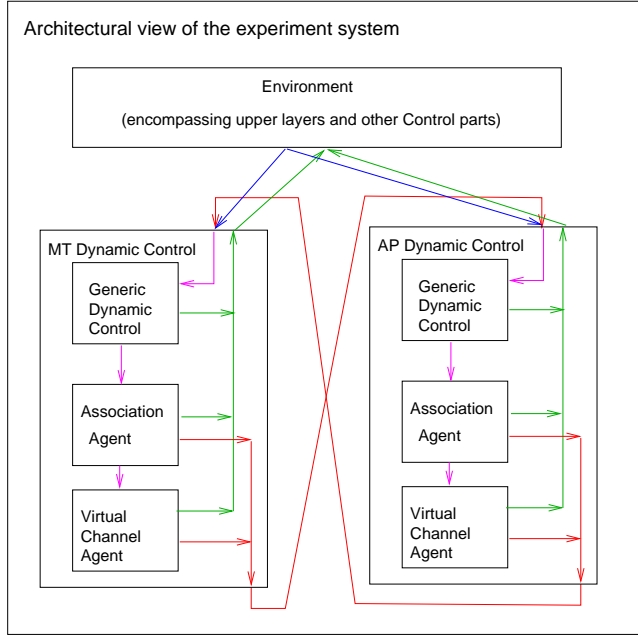 Architectural view of the experiment system
Environment
(encompassing upper layers and other Control parts)
MT Dynamic Control
Generic
Dynamic
Control
Association
Agent
Virtual
Channel
Agent
AP Dynamic Control
Generic
Dynamic
Control
Association
Agent
Virtual
Channel
Agent